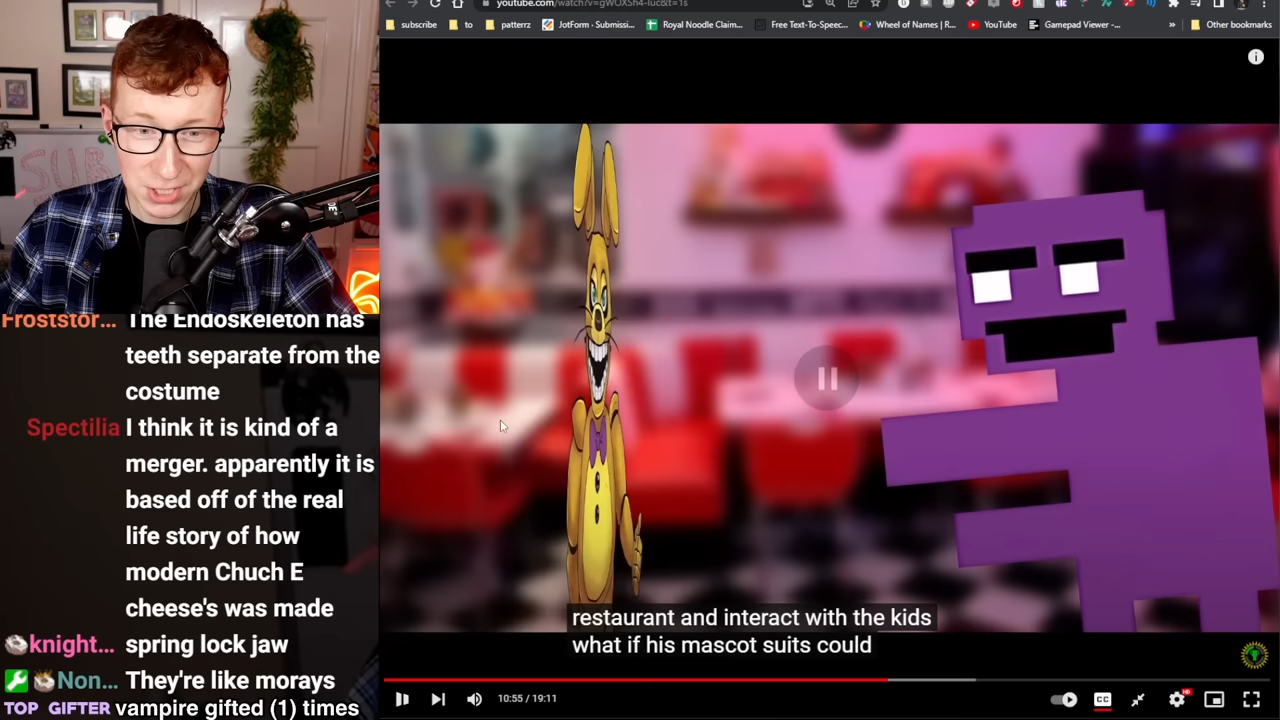 youtube.com/watch?v=gWOXSh4-Iuc&t=1s
subscribe to patterz JotForm - Submissi... Royal Noodle Claim... Free Text-To-Speec... Wheel of Names | R... YouTube Gamepad Viewer -... » Other bookmarks
SUB
Froststor... The Endoskeleton has
teeth separate from the
costume
Spectilia I think it is kind of a
merger. apparently it is
based off of the real
life story of how
modern Chuch E
cheese's was made
knight... spring lock jaw
Non... They're like morays
TOP GIFTER vampire gifted (1) times
restaurant and interact with the kids
what if his mascot suits could
10:55 / 19:11
CC
HD